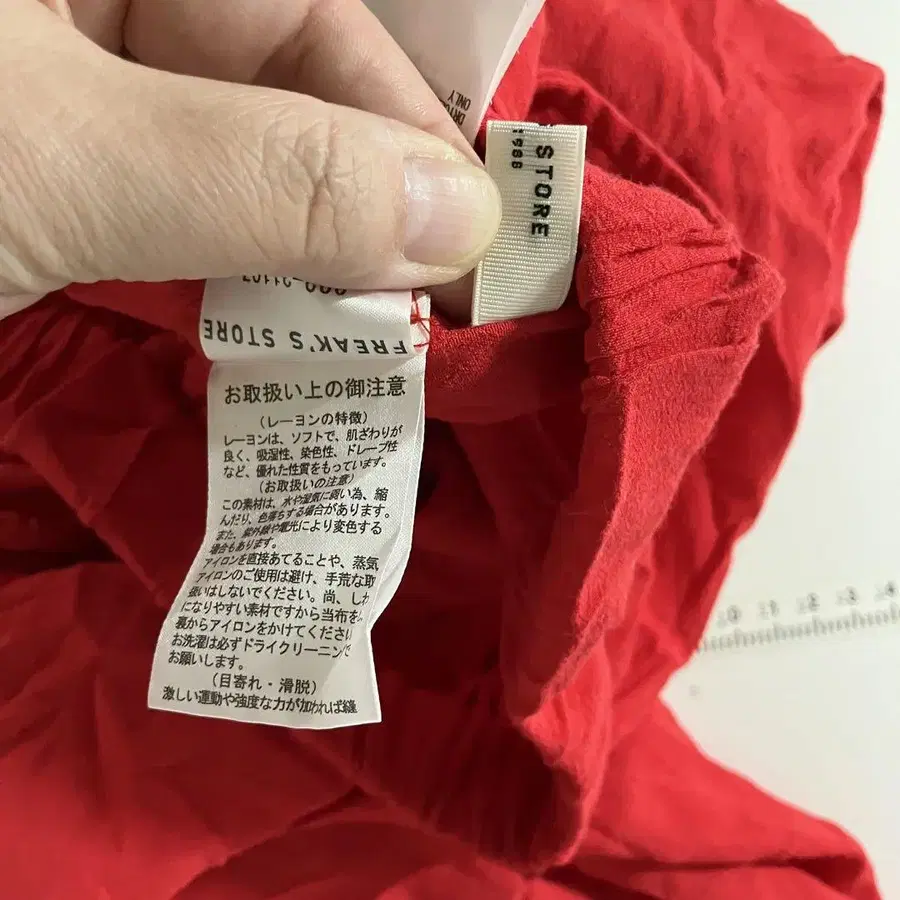 ONLY
STORE
FREAK'S STORE
お取扱い上の御注意
(レーヨンの特徴)
レーヨンは、ソフトで、肌ざわりが
良く、吸湿性、染色性、ドレープ性
など、優れた性質をもっています。
(お取扱いの注意)
この素材は、水や湿気に弱い為、縮
んだり、色落ちする場合があります。
また、紫外線や電光により変色する
場合もあります。
アイロンを直接あてることや、蒸気
アイロンのご使用は避け、手荒な取
扱いはしないでください。尚、しわ
になりやすい素材ですから当布を
裏からアイロンをかけてください
お洗濯は必ずドライクリーニングで
お願いします。
(目寄れ・滑脱)
激しい運動や強度な力が加われば縫
10 11 12 13 14